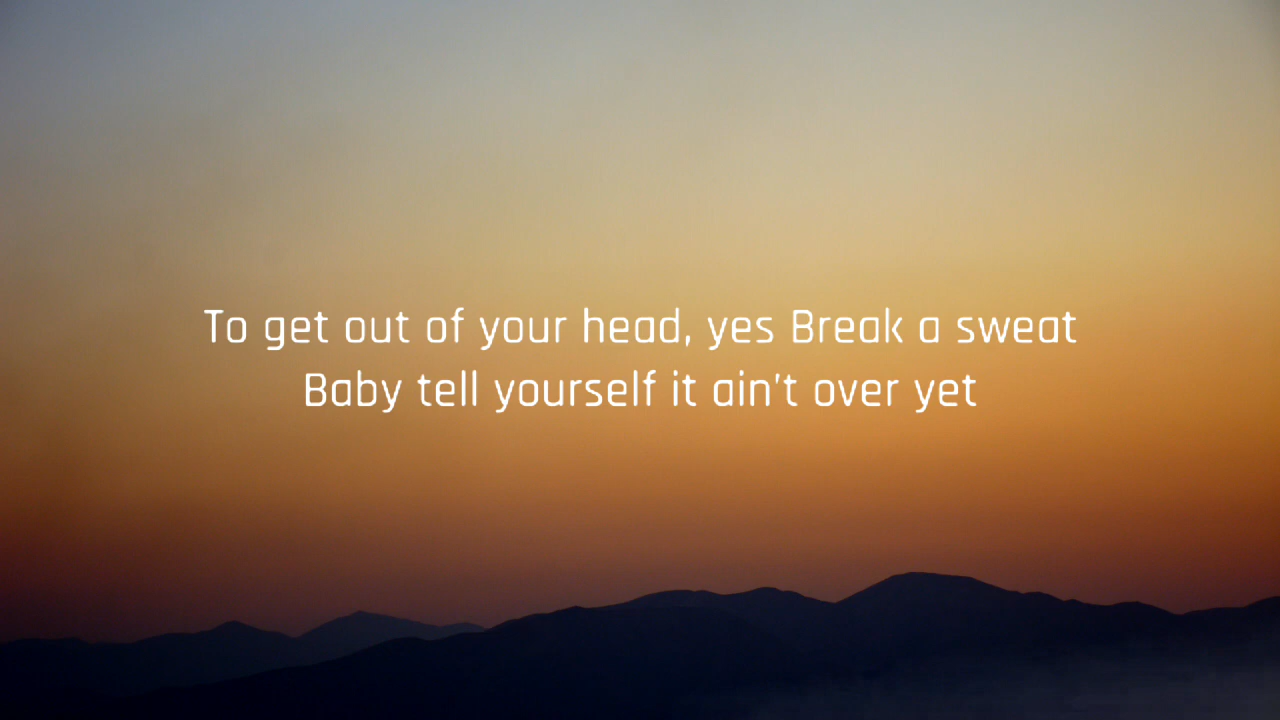 To get out of your head, yes Break a sweat
Baby tell yourself it ain't over yet